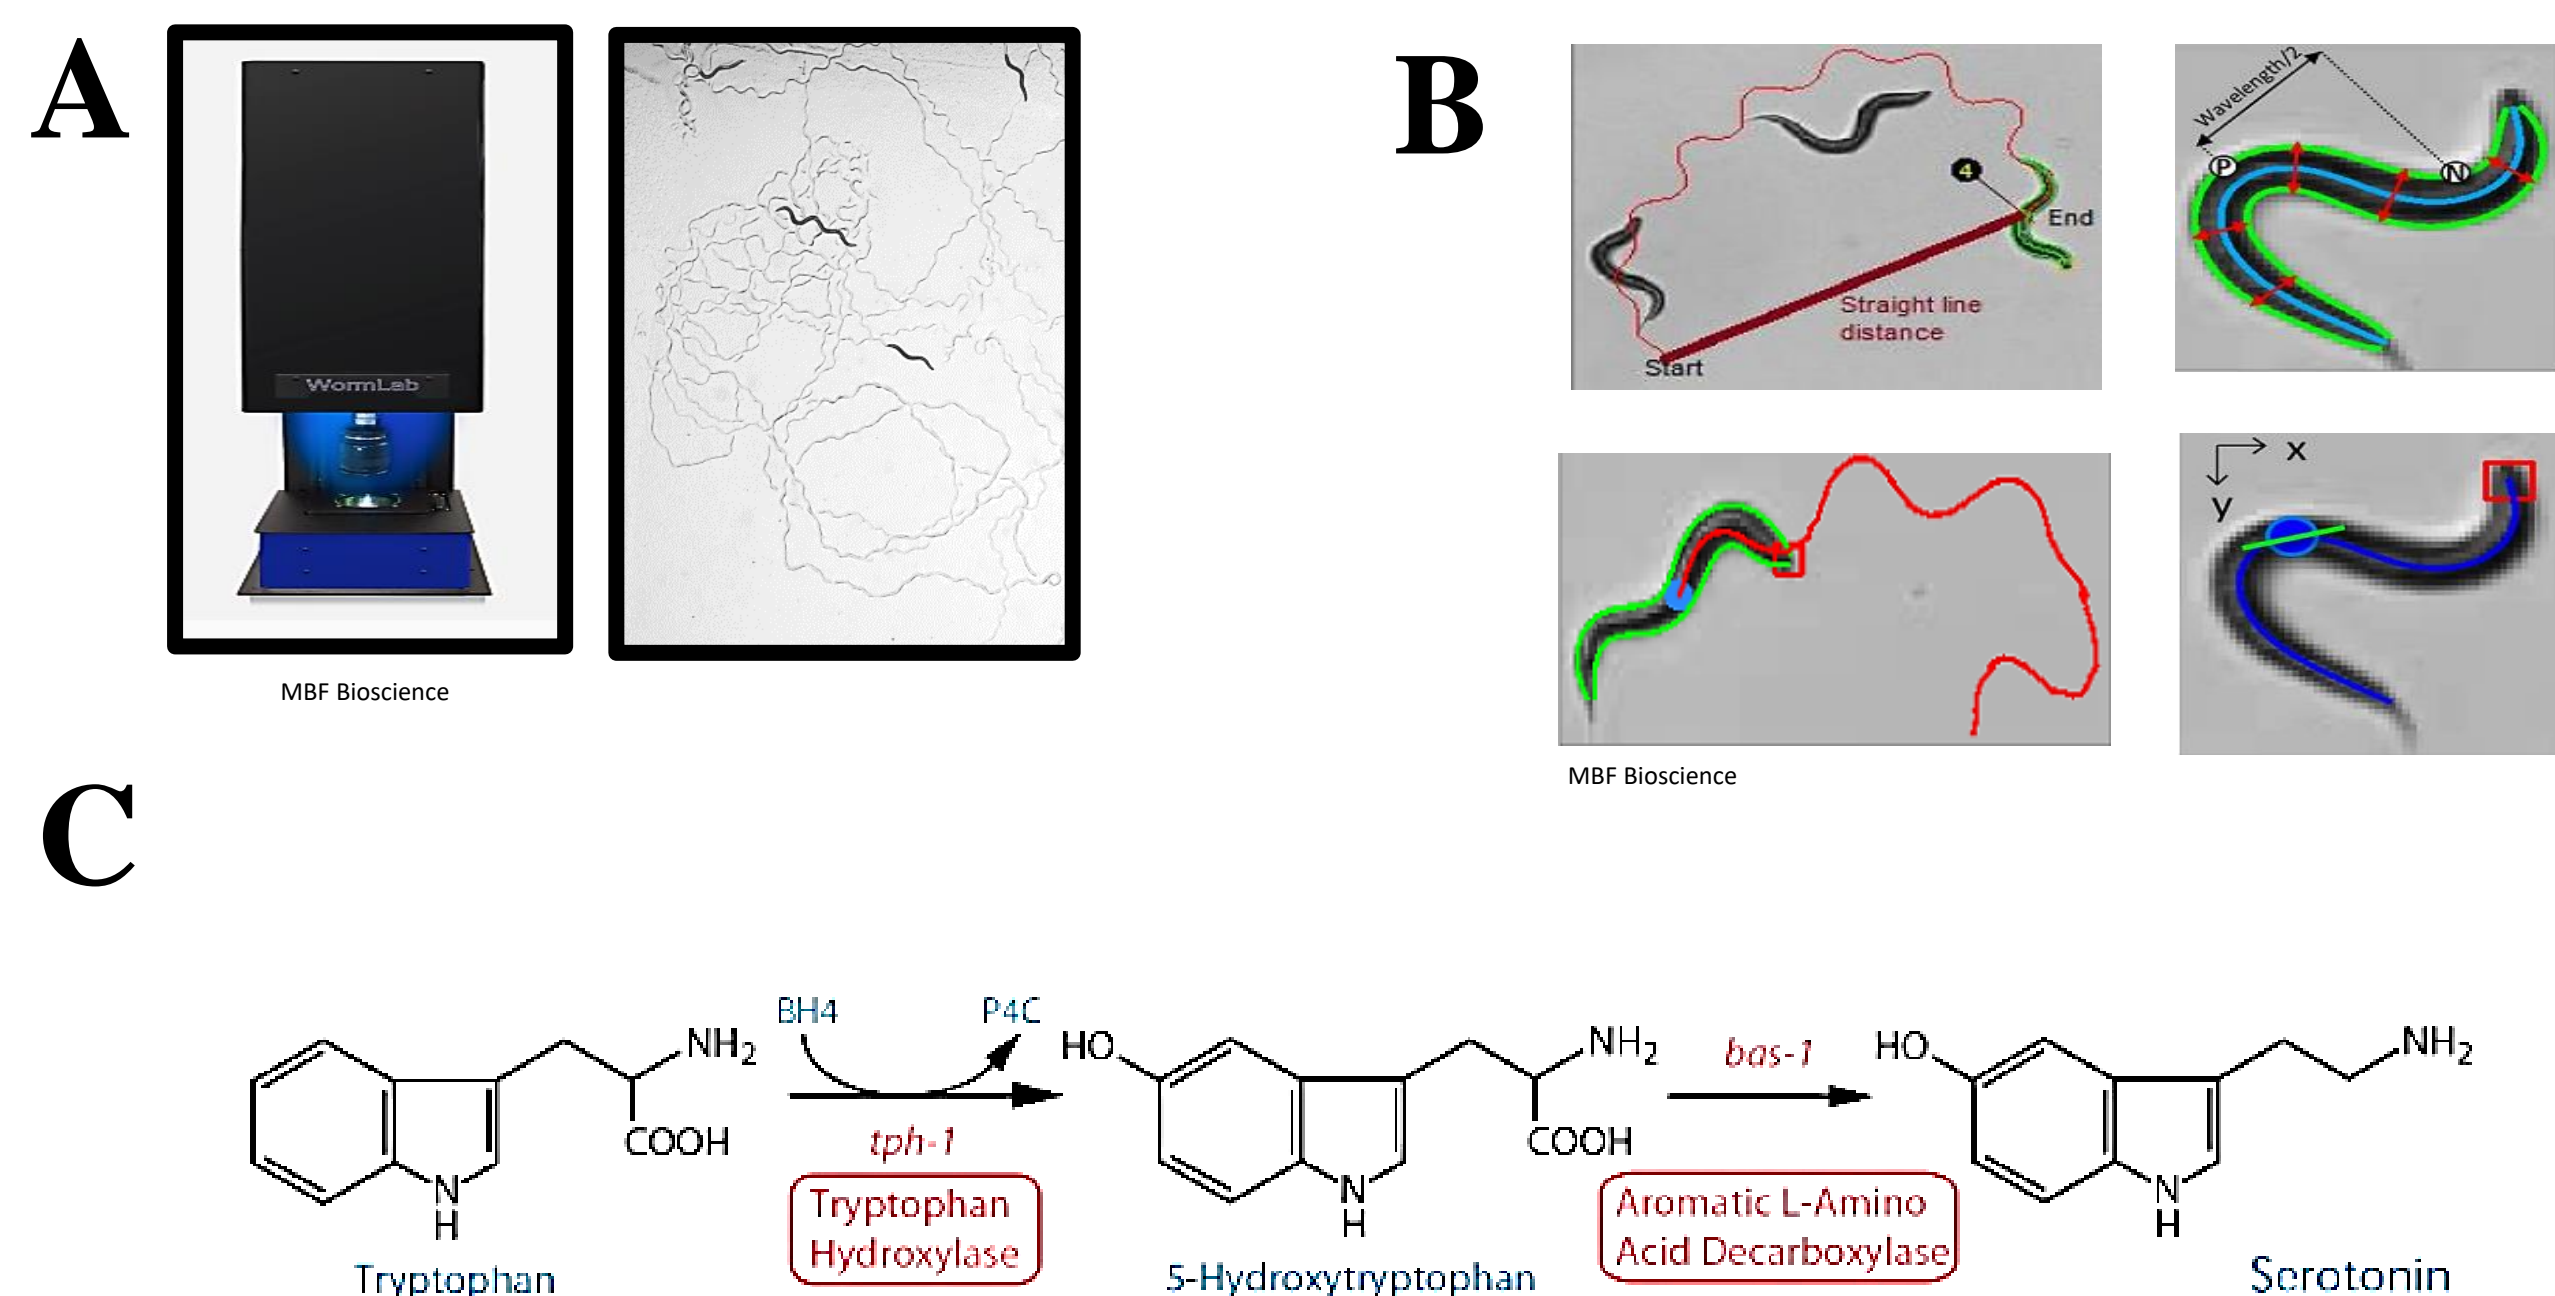 A
WormLab
MBF Bioscience
B
4
End
Straight line
distance
Start
Wavelength/2
P
N
x
y
MBF Bioscience
C
BH4
P4C
NH2
COOH
N
H
Tryptophan
tph-1
Tryptophan
Hydroxylase
HO
NH2
COOH
N
H
5-Hydroxytryptophan
bas-1
Aromatic L-Amino
Acid Decarboxylase
HO
NH2
N
H
Serotonin